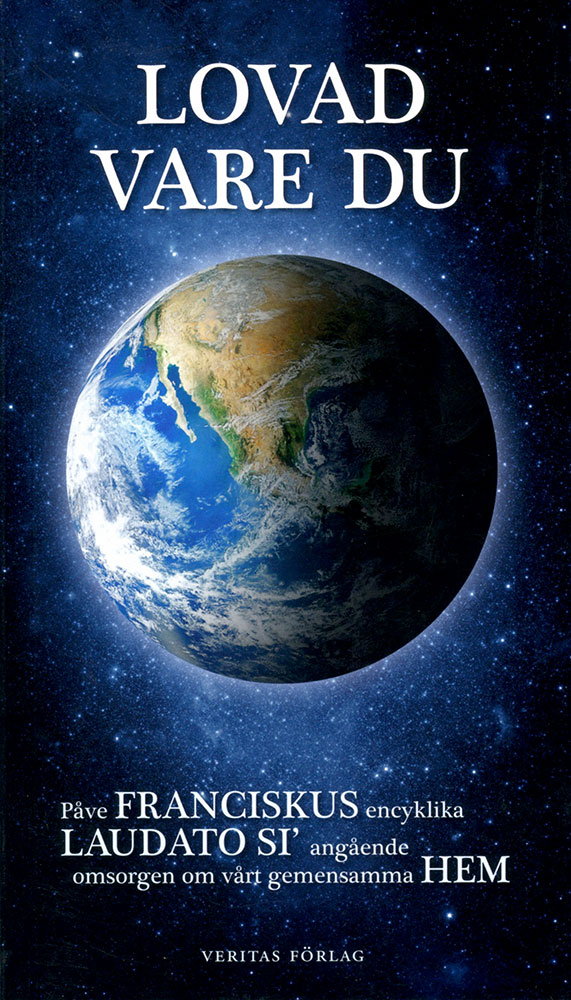 LOVAD
VARE DU
Påve FRANCISKUS encyklika
LAUDATO SI’ angående
omsorgen om vårt gemensamma HEM
VERITAS FÖRLAG